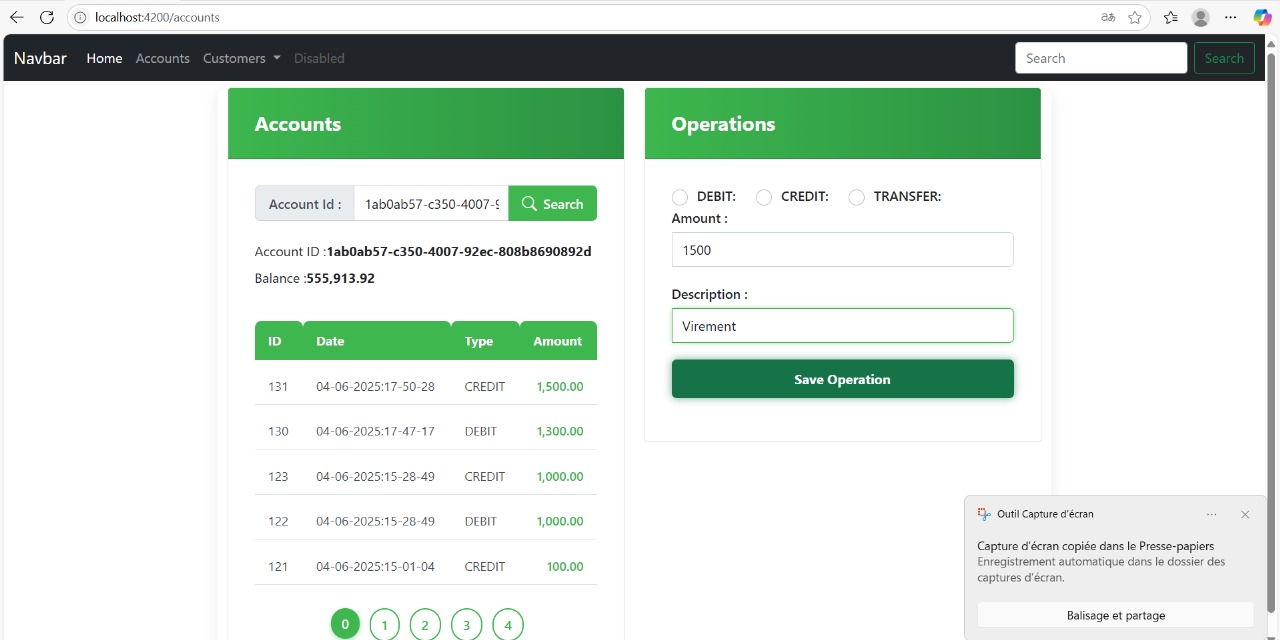 localhost:4200/accounts
Navbar Home Accounts Customers Disabled Search Search
Accounts
Account Id : 1ab0ab57-c350-4007-9 Search
Account ID :1ab0ab57-c350-4007-92ec-808b8690892d
Balance :555,913.92
ID Date Type Amount
131 04-06-2025:17-50-28 CREDIT 1,500.00
130 04-06-2025:17-47-17 DEBIT 1,300.00
123 04-06-2025:15-28-49 CREDIT 1,000.00
122 04-06-2025:15-28-49 DEBIT 1,000.00
121 04-06-2025:15-01-04 CREDIT 100.00
0 1 2 3 4
Operations
DEBIT: CREDIT: TRANSFER:
Amount :
1500
Description :
Virement
Save Operation
Outil Capture d'écran
Capture d'écran copiée dans le Presse-papiers
Enregistrement automatique dans le dossier des
captures d'écran.
Balisage et partage